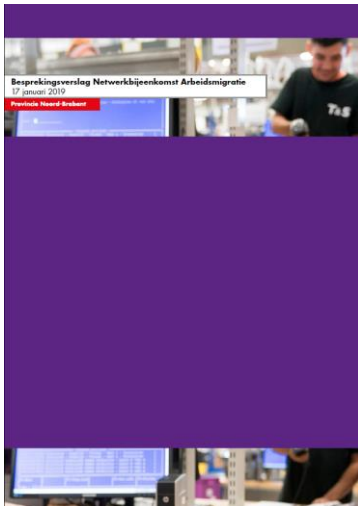 Besprekingsverslag Netwerkbijeenkomst Arbeidsmigratie
17 januari 2019
Provincie Noord-Brabant
T&S